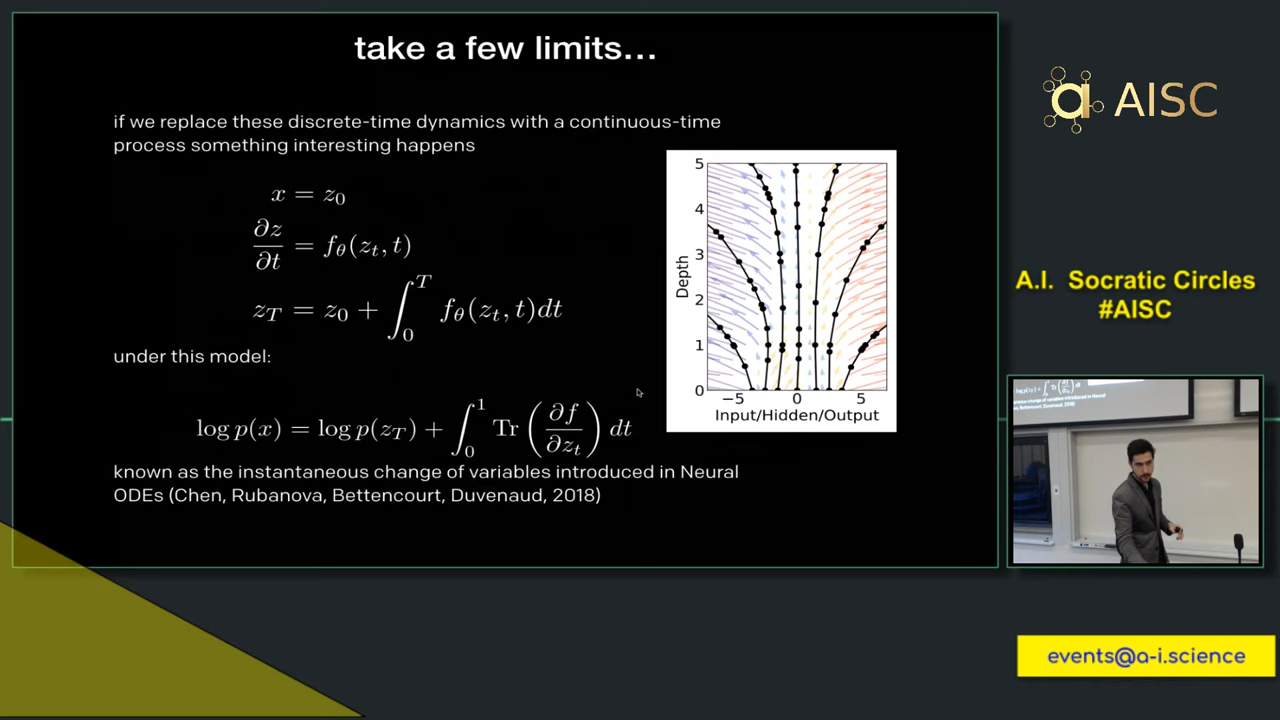 take a few limits...
if we replace these discrete-time dynamics with a continuous-time
process something interesting happens
x = z₀
∂z/∂t = f_θ(z_t, t)
z_T = z₀ + ∫₀ᵀ f_θ(z_t, t)dt
under this model:
log p(x) = log p(z_T) + ∫₀¹ Tr(∂f/∂z_t) dt
known as the instantaneous change of variables introduced in Neural
ODEs (Chen, Rubanova, Bettencourt, Duvenaud, 2018)
5
4
3
2
1
0
Depth
−5 0 5
Input/Hidden/Output
AISC
A.I. Socratic Circles
#AISC
events@a-i.science